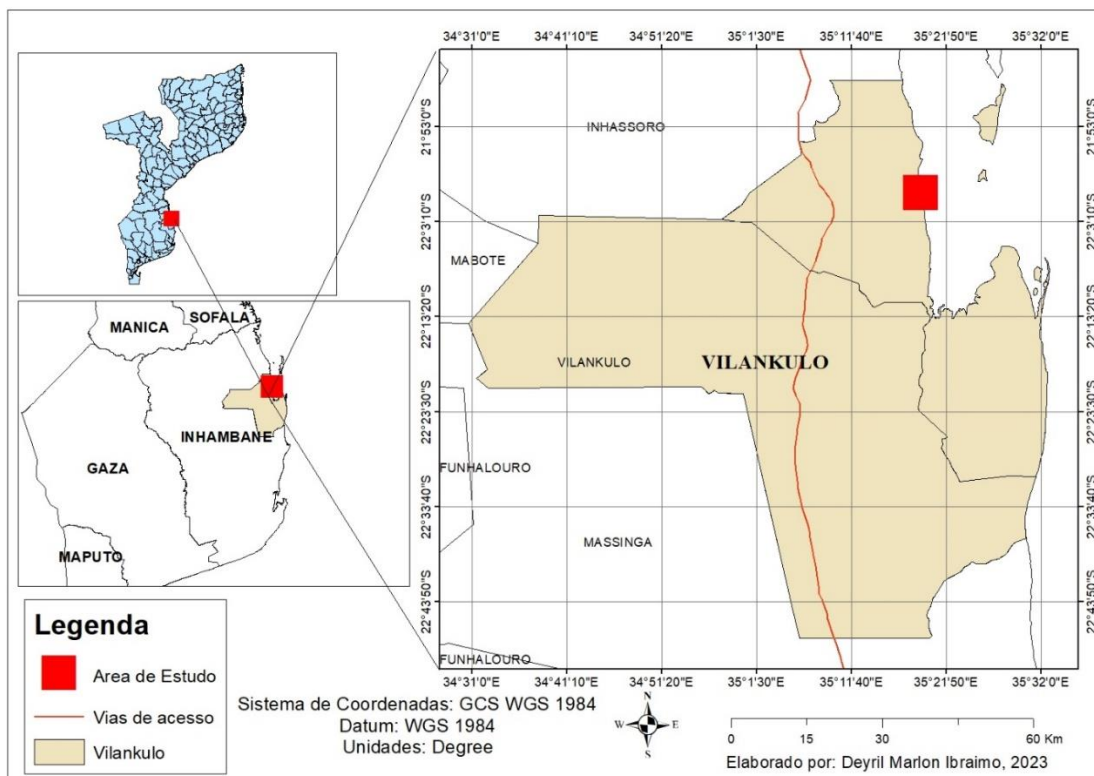 34°31'0"E 34°41'10"E 34°51'20"E 35°1'30"E 35°11'40"E 35°21'50"E 35°32'0"E
21°53'0"S
22°3'10"S
22°13'20"S
22°23'30"S
22°33'40"S
22°43'50"S
INHASSORO
MABOTE
VILANKULO
VILANKULO
FUNHALOURO
MASSINGA
FUNHALOURO
21°53'0"S
22°3'10"S
22°13'20"S
22°23'30"S
22°33'40"S
22°43'50"S
34°31'0"E 34°41'10"E 34°51'20"E 35°1'30"E 35°11'40"E 35°21'50"E 35°32'0"E
SOFALA
MANICA
INHAMBANE
GAZA
MAPUTO
Legenda
Area de Estudo
Vias de acesso
Vilankulo
Sistema de Coordenadas: GCS WGS 1984
Datum: WGS 1984
Unidades: Degree
N
W E
S
0 15 30 60 Km
Elaborado por: Deyril Marlon Ibraimo, 2023